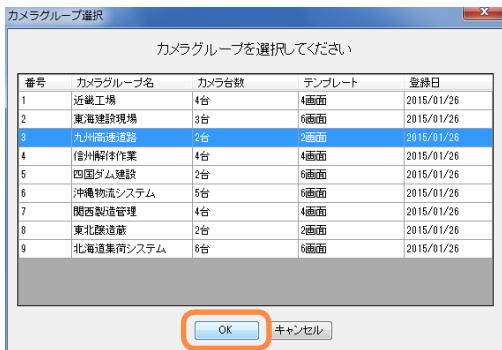 カメラグループ選択
カメラグループを選択してください
番号 カメラグループ名 カメラ台数 テンプレート 登録日
1 近畿工場 4台 4画面 2015/01/26
2 東海建設現場 3台 6画面 2015/01/26
3 九州高速道路 2台 2画面 2015/01/26
4 信州解体作業 4台 4画面 2015/01/26
5 四国ダム建設 2台 6画面 2015/01/26
6 沖縄物流システム 5台 6画面 2015/01/26
7 関西製造管理 4台 6画面 2015/01/26
8 東北醸造蔵 2台 2画面 2015/01/26
9 北海道集荷システム 6台 6画面 2015/01/26
OK キャンセル